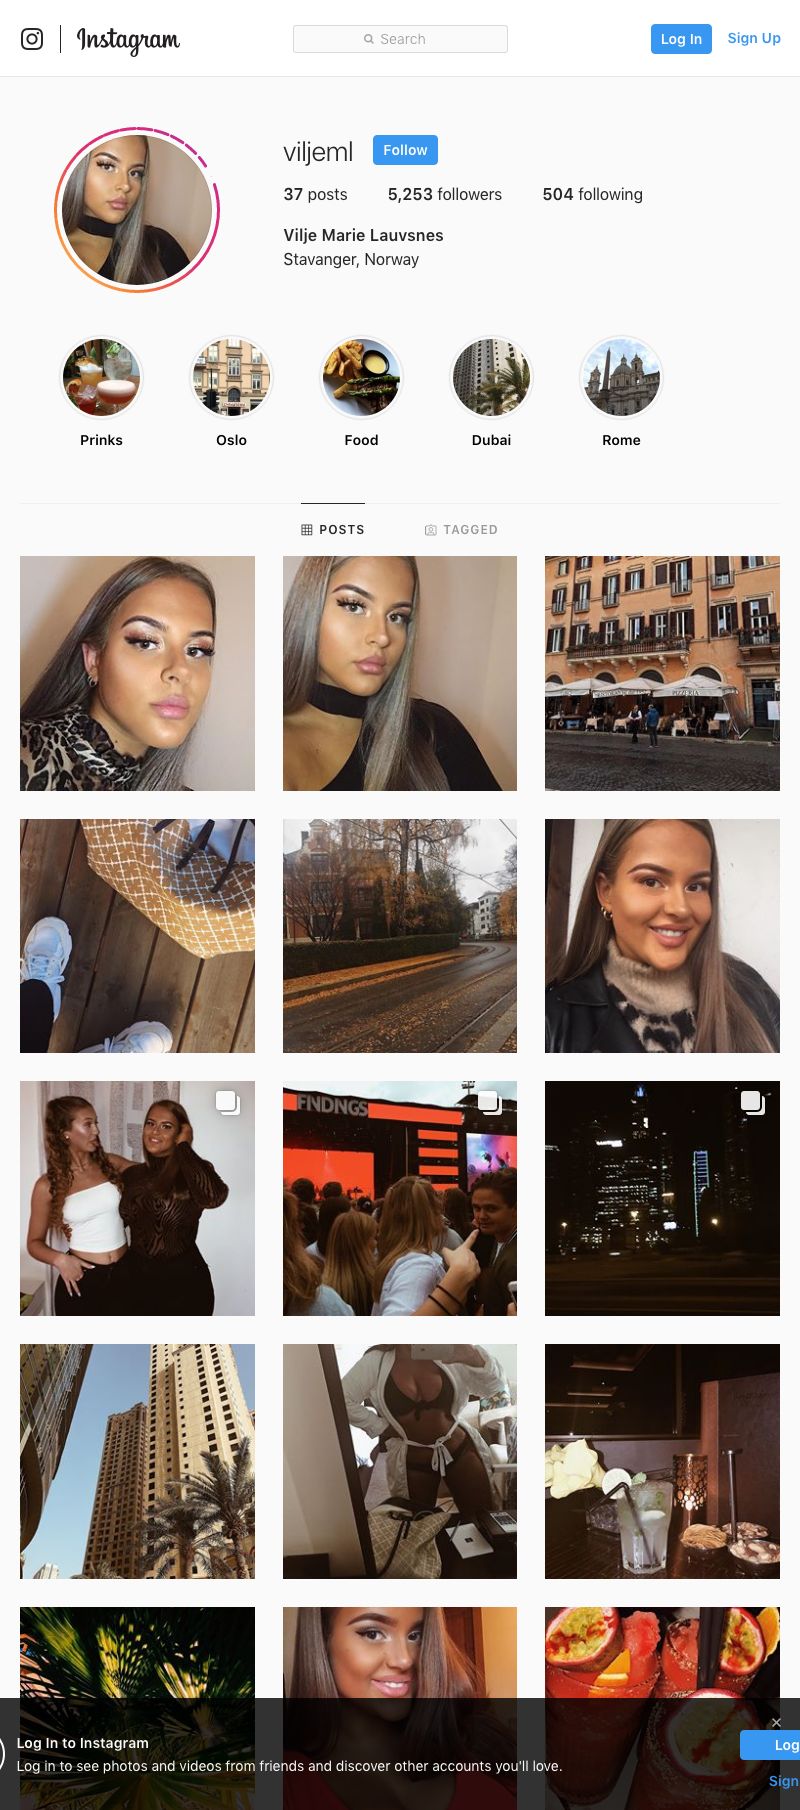 Instagram
Search
Log In
Sign Up
viljeml
Follow
37 posts
5,253 followers
504 following
Vilje Marie Lauvsnes
Stavanger, Norway
Prinks
Oslo
Food
Dubai
Rome
POSTS
TAGGED
PIZZERIA
FNDNGS
Log In to Instagram
Log in to see photos and videos from friends and discover other accounts you'll love.
Log
Sign